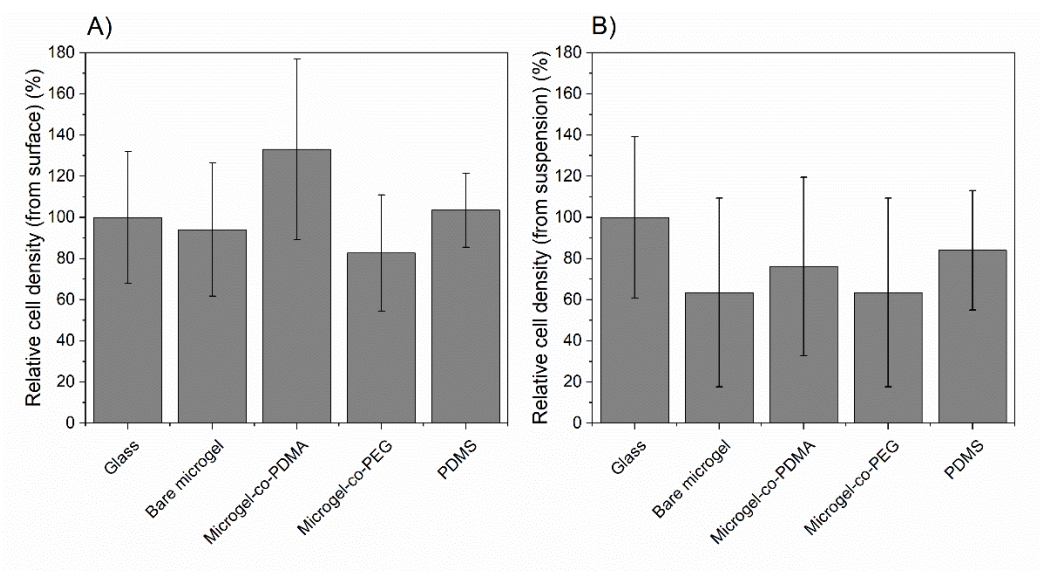 A)
Relative cell density (from surface) (%)
180
160
140
120
100
80
60
40
20
0
Glass
Bare microgel
Microgel-co-PDMA
Microgel-co-PEG
PDMS
B)
Relative cell density (from suspension) (%)
180
160
140
120
100
80
60
40
20
0
Glass
Bare microgel
Microgel-co-PDMA
Microgel-co-PEG
PDMS